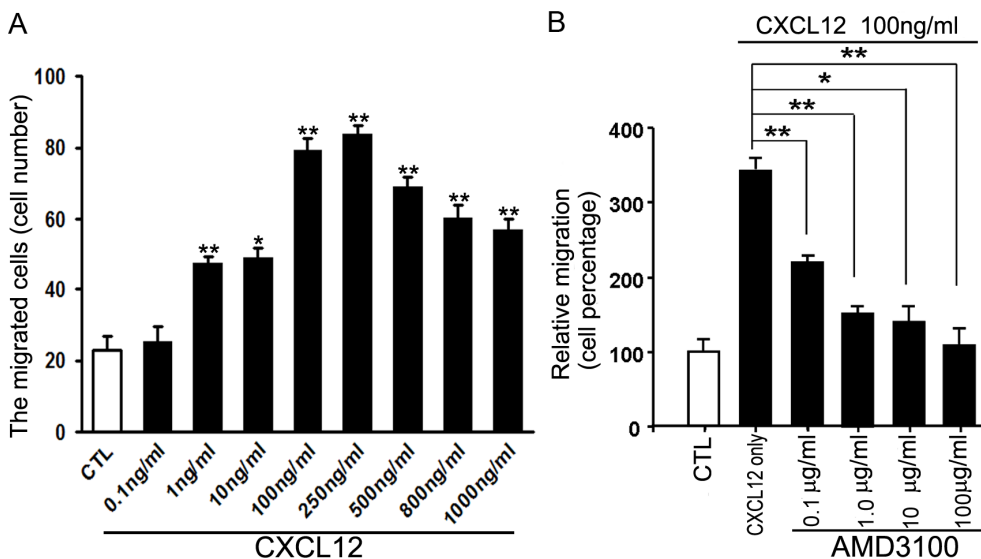 A
The migrated cells (cell number)
100
80
60
40
20
0
**
*
**
**
**
**
**
CTL
0.1ng/ml
1ng/ml
10ng/ml
100ng/ml
250ng/ml
500ng/ml
800ng/ml
1000ng/ml
CXCL12
B
CXCL12 100ng/ml
**
*
**
**
Relative migration
(cell percentage)
400
300
200
100
0
CTL
CXCL12 only
0.1 µg/ml
1.0 µg/ml
10 µg/ml
100µg/ml
AMD3100